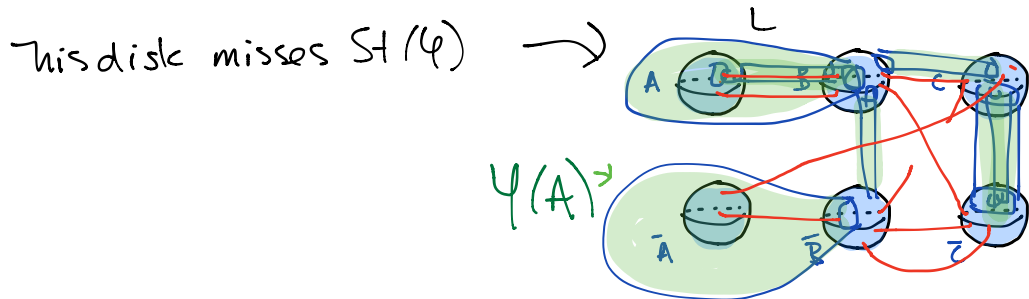 L
This disk misses St(φ) →
A B C
φ(A)
Ā B̄ C̄